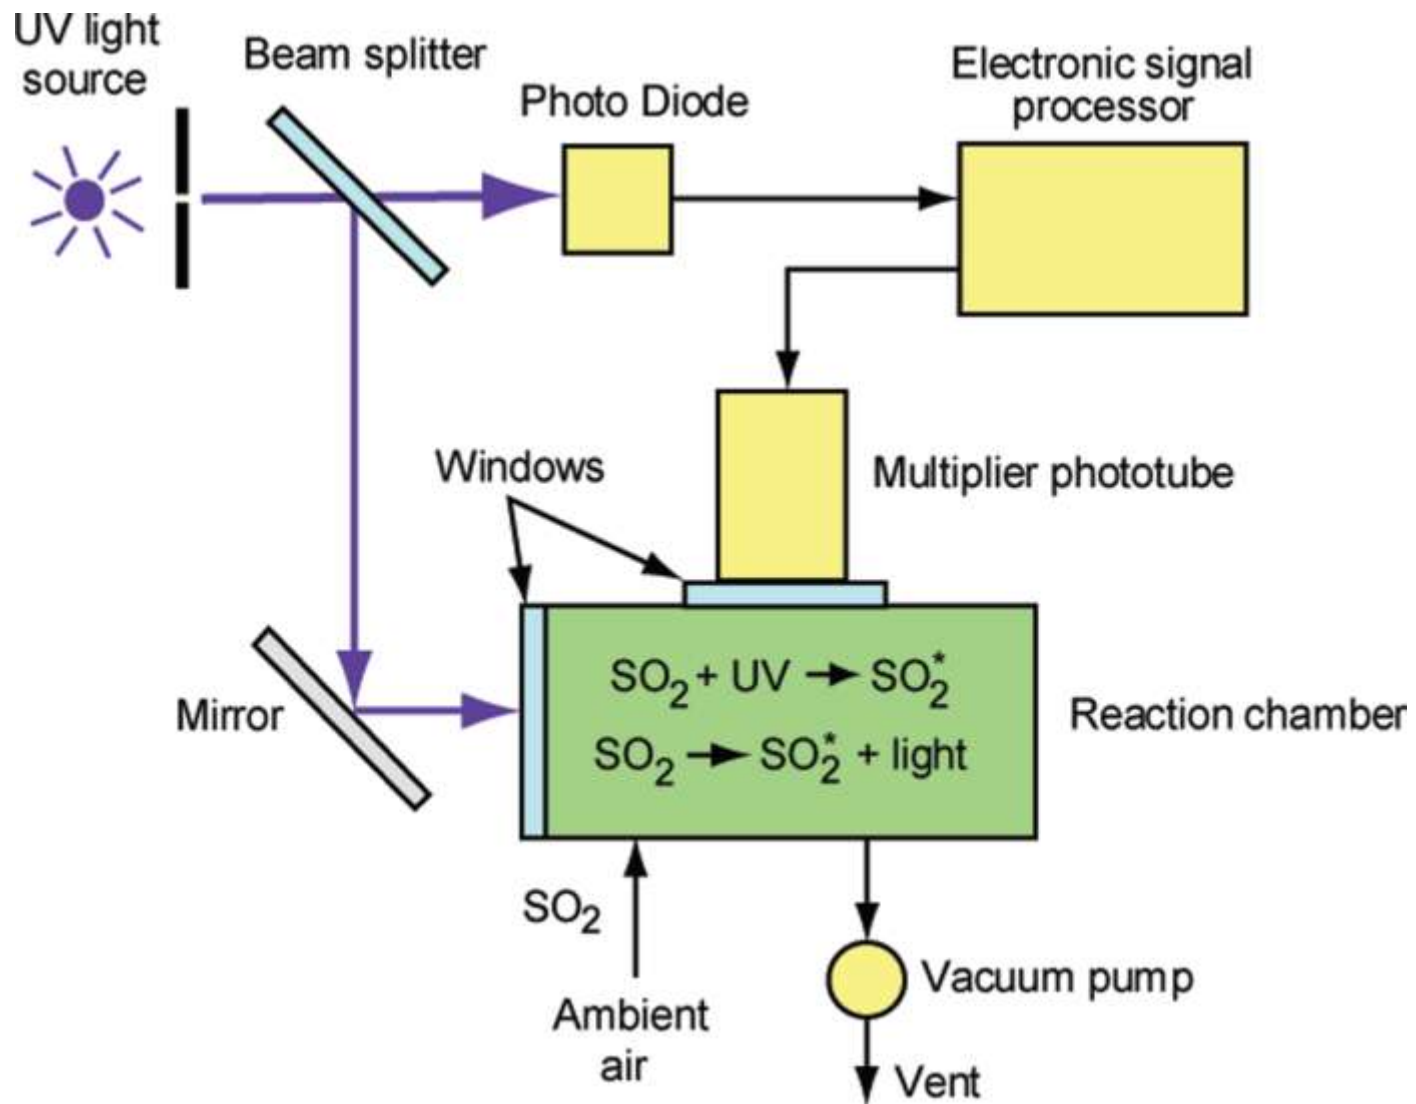 UV light
source
Beam splitter
Photo Diode
Electronic signal
processor
Windows
Multiplier phototube
Mirror
SO₂ + UV → SO₂*
SO₂ → SO₂* + light
Reaction chamber
SO₂
Ambient
air
Vacuum pump
Vent